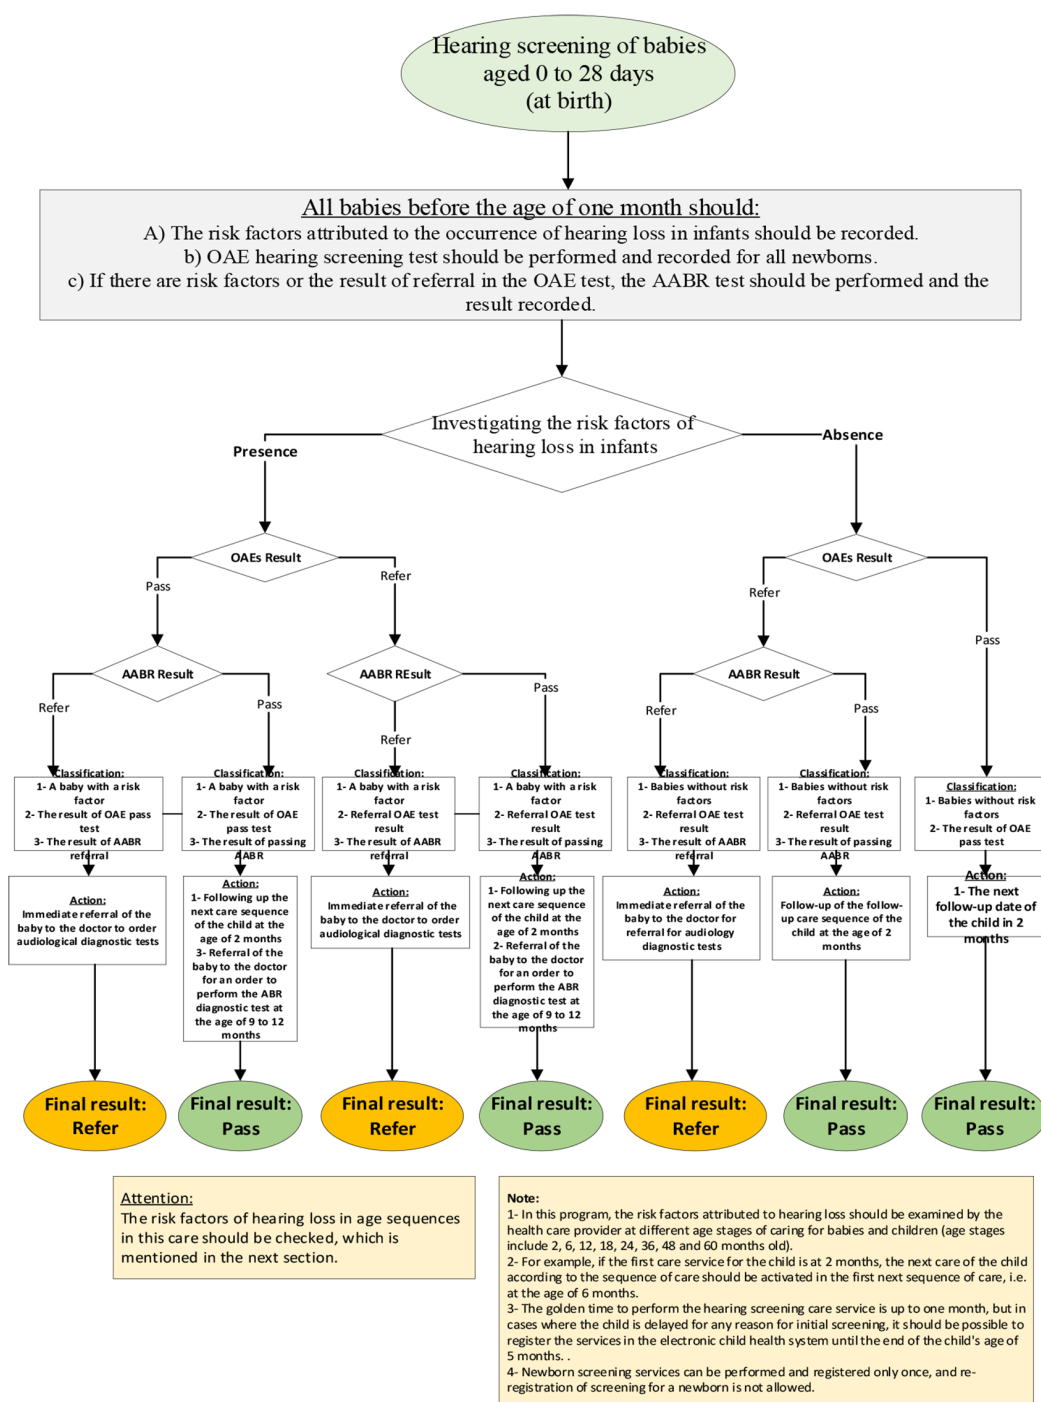 Hearing screening of babies
aged 0 to 28 days
(at birth)
All babies before the age of one month should:
A) The risk factors attributed to the occurrence of hearing loss in infants should be recorded.
b) OAE hearing screening test should be performed and recorded for all newborns.
c) If there are risk factors or the result of referral in the OAE test, the AABR test should be performed and the
result recorded.
Investigating the risk factors of
hearing loss in infants
Presence
Absence
OAEs Result
OAEs Result
Pass
Refer
Refer
Pass
AABR Result
AABR REsult
AABR Result
Refer
Pass
Refer
Pass
Refer
Pass
Classification:
1- A baby with a risk
factor
2- The result of OAE pass
test
3- The result of AABR
referral
Classification:
1- A baby with a risk
factor
2- The result of OAE
pass test
3- The result of passing
AABR
Classification:
1- A baby with a risk
factor
2- Referral OAE test
result
3- The result of AABR
referral
Classification:
1- A baby with a risk
factor
2- Referral OAE test
result
3- The result of passing
AABR
Classification:
1- Babies without risk
factors
2- Referral OAE test
result
3- The result of AABR
referral
Classification:
1- Babies without risk
factors
2- Referral OAE test
result
3- The result of passing
AABR
Classification:
1- Babies without risk
factors
2- The result of OAE
pass test
Action:
Immediate referral of the
baby to the doctor to order
audiological diagnostic tests
Action:
1- Following up the
next care sequence
of the child at the
age of 2 months
3- Referral of the
baby to the doctor
for an order to
perform the ABR
diagnostic test at
the age of 9 to 12
months
Action:
Immediate referral of the
baby to the doctor to order
audiological diagnostic tests
Action:
1- Following up the
next care sequence
of the child at the
age of 2 months
2- Referral of the
baby to the doctor
for an order to
perform the ABR
diagnostic test at
the age of 9 to 12
months
Action:
Immediate referral of the
baby to the doctor for
referral for audiology
diagnostic tests
Action:
Follow-up of the follow-
up care sequence of the
child at the age of 2
months
Action:
1- The next
follow-up date of
the child in 2
months
Final result:
Refer
Final result:
Pass
Final result:
Refer
Final result:
Pass
Final result:
Refer
Final result:
Pass
Final result:
Pass
Attention:
The risk factors of hearing loss in age sequences
in this care should be checked, which is
mentioned in the next section.
Note:
1- In this program, the risk factors attributed to hearing loss should be examined by the
health care provider at different age stages of caring for babies and children (age stages
include 2, 6, 12, 18, 24, 36, 48 and 60 months old).
2- For example, if the first care service for the child is at 2 months, the next care of the child
according to the sequence of care should be activated in the first next sequence of care, i.e.
at the age of 6 months.
3- The golden time to perform the hearing screening care service is up to one month, but in
cases where the child is delayed for any reason for initial screening, it should be possible to
register the services in the electronic child health system until the end of the child's age of
5 months. .
4- Newborn screening services can be performed and registered only once, and re-
registration of screening for a newborn is not allowed.